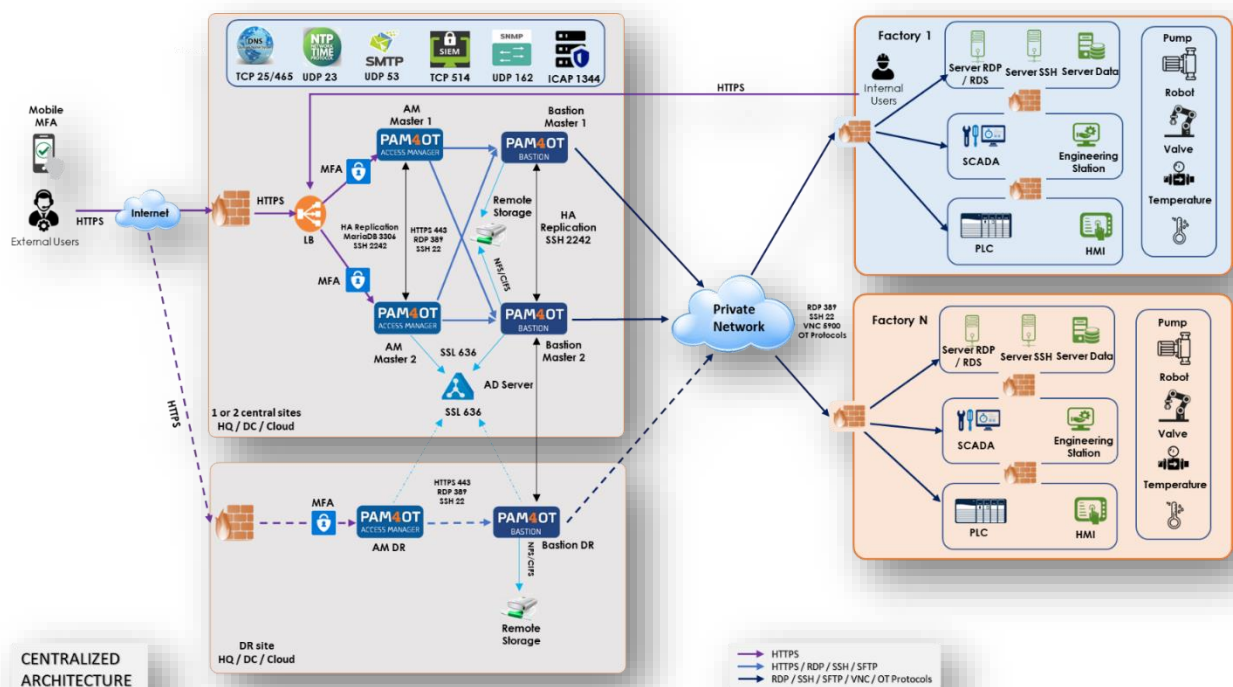 DNS
NTP
NETWORK
TIME
PROTOCOL
SMTP
SIEM
SNMP
TCP 25/465
UDP 23
UDP 53
TCP 514
UDP 162
ICAP 1344
Mobile
MFA
External Users
HTTPS
Internet
HTTPS
HTTPS
LB
MFA
MFA
AM
Master 1
PAM4OT
ACCESS MANAGER
Bastion
Master 1
PAM4OT
BASTION
HTTPS
HA Replication
MariaDB 3306
SSH 2242
HTTPS 443
RDP 389
SSH 22
Remote
Storage
NFS/CIFS
HA
Replication
SSH 2242
PAM4OT
ACCESS MANAGER
AM
Master 2
PAM4OT
BASTION
Bastion
Master 2
SSL 636
AD Server
SSL 636
1 or 2 central sites
HQ / DC / Cloud
HTTPS
MFA
PAM4OT
ACCESS MANAGER
AM DR
HTTPS 443
RDP 389
SSH 22
PAM4OT
BASTION
Bastion DR
NFS/CIFS
Remote
Storage
DR site
HQ / DC / Cloud
Private
Network
RDP 389
SSH 22
VNC 5900
OT Protocols
Factory 1
Internal
Users
Server RDP
/ RDS
Server SSH
Server Data
SCADA
Engineering
Station
PLC
HMI
Pump
Robot
Valve
Temperature
Factory N
Server RDP
/ RDS
Server SSH
Server Data
SCADA
Engineering
Station
PLC
HMI
Pump
Robot
Valve
Temperature
CENTRALIZED
ARCHITECTURE
HTTPS
HTTPS / RDP / SSH / SFTP
RDP / SSH / SFTP / VNC / OT Protocols